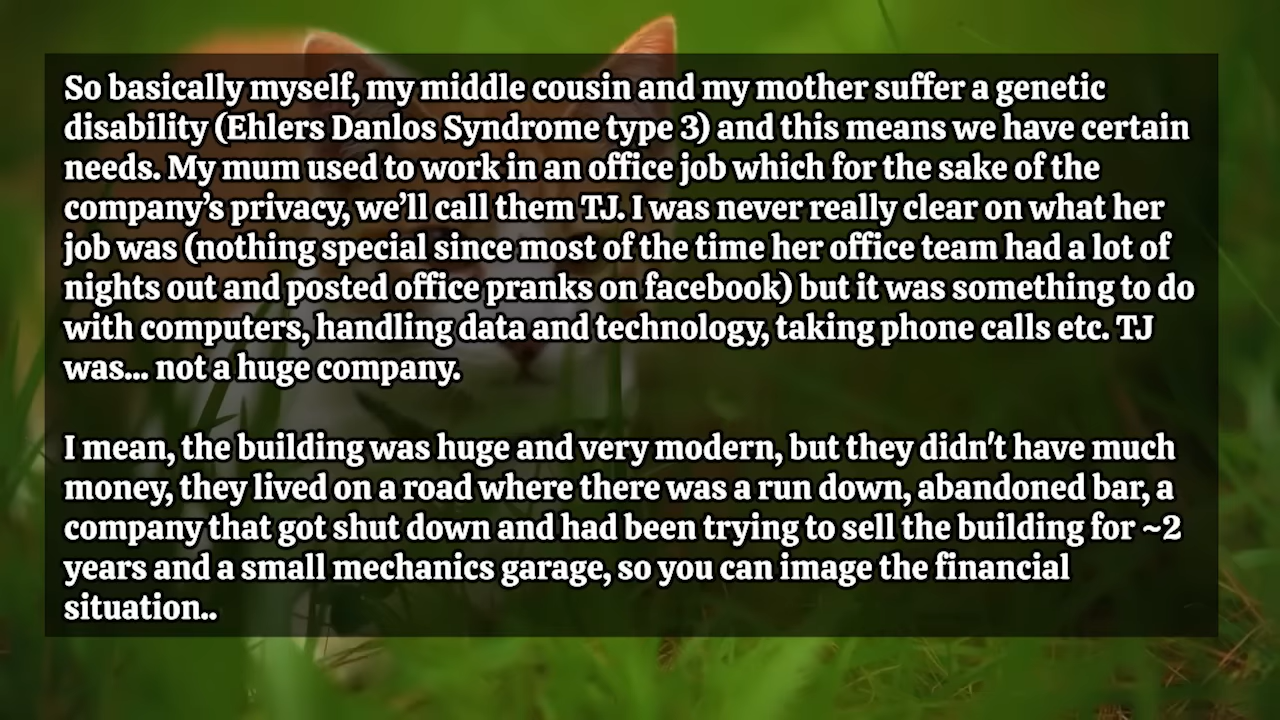 So basically myself, my middle cousin and my mother suffer a genetic
disability (Ehlers Danlos Syndrome type 3) and this means we have certain
needs. My mum used to work in an office job which for the sake of the
company’s privacy, we’ll call them TJ. I was never really clear on what her
job was (nothing special since most of the time her office team had a lot of
nights out and posted office pranks on facebook) but it was something to do
with computers, handling data and technology, taking phone calls etc. TJ
was... not a huge company.
I mean, the building was huge and very modern, but they didn't have much
money, they lived on a road where there was a run down, abandoned bar, a
company that got shut down and had been trying to sell the building for ~2
years and a small mechanics garage, so you can image the financial
situation..